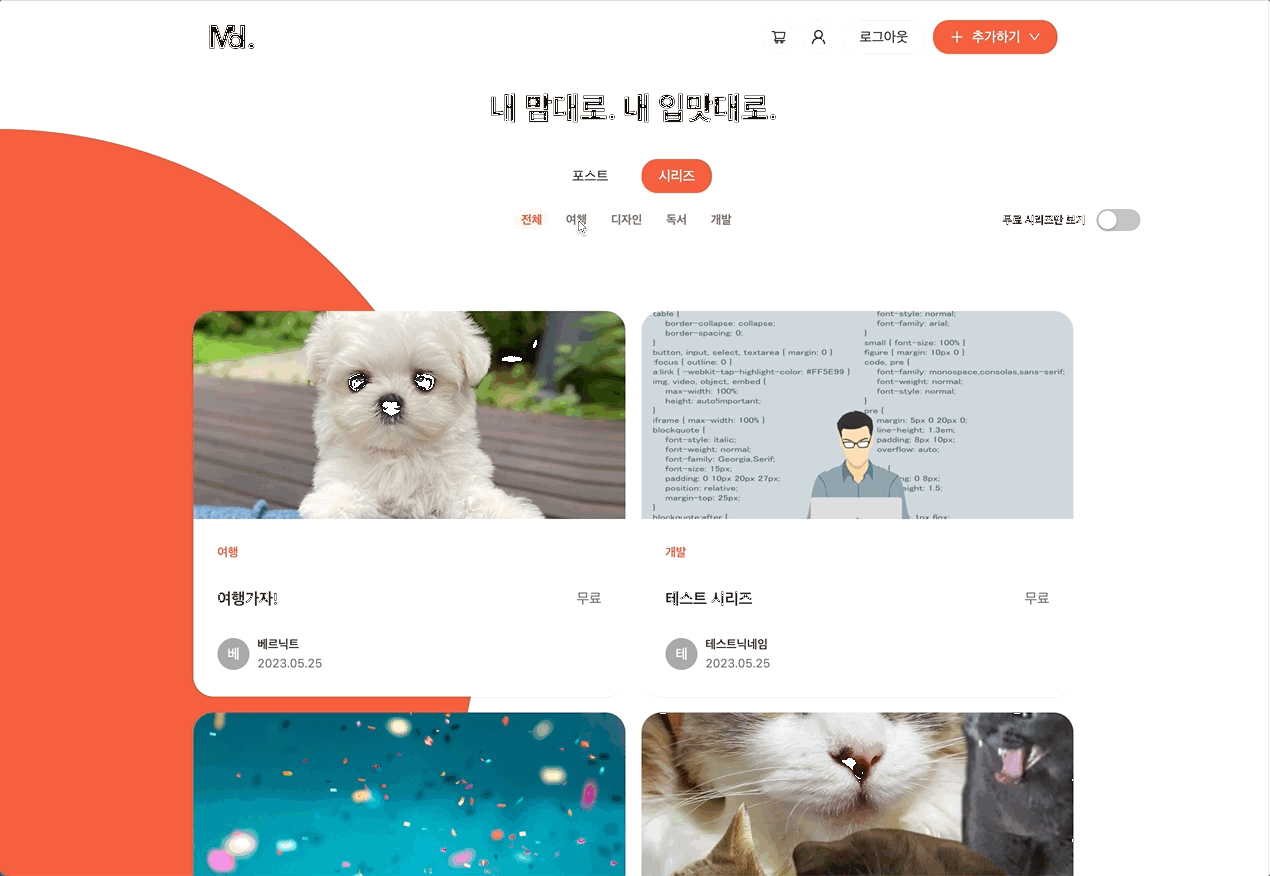 Md.
로그아웃
+ 추가하기
내 맘대로. 내 입맛대로.
포스트
시리즈
전체
여행
디자인
독서
개발
무료 시리즈만 보기
table {
border-collapse: collapse;
border-spacing: 0;
}
button, input, select, textarea { margin: 0 }
:focus { outline: 0 }
a:link { -webkit-tap-highlight-color: #FF5E99 }
img, video, object, embed {
max-width: 100%;
height: auto!important;
}
iframe { max-width: 100% }
blockquote {
font-style: italic;
font-weight: normal;
font-family: Georgia,Serif;
font-size: 15px;
padding: 0 10px 20px 27px;
position: relative;
margin-top: 25px;
}
blockquote:after {
font-style: normal;
font-family: arial;
}
small { font-size: 100% }
figure { margin: 10px 0 }
code, pre {
font-family: monospace,consolas,sans-serif;
font-weight: normal;
font-style: normal;
}
pre {
margin: 5px 0 20px 0;
line-height: 1.3em;
padding: 8px 10px;
overflow: auto;
{
0 8px;
1.5;
1px 6px;
여행
여행가자!
무료
베
베르닉트
2023.05.25
개발
테스트 시리즈
무료
테
테스트닉네임
2023.05.25